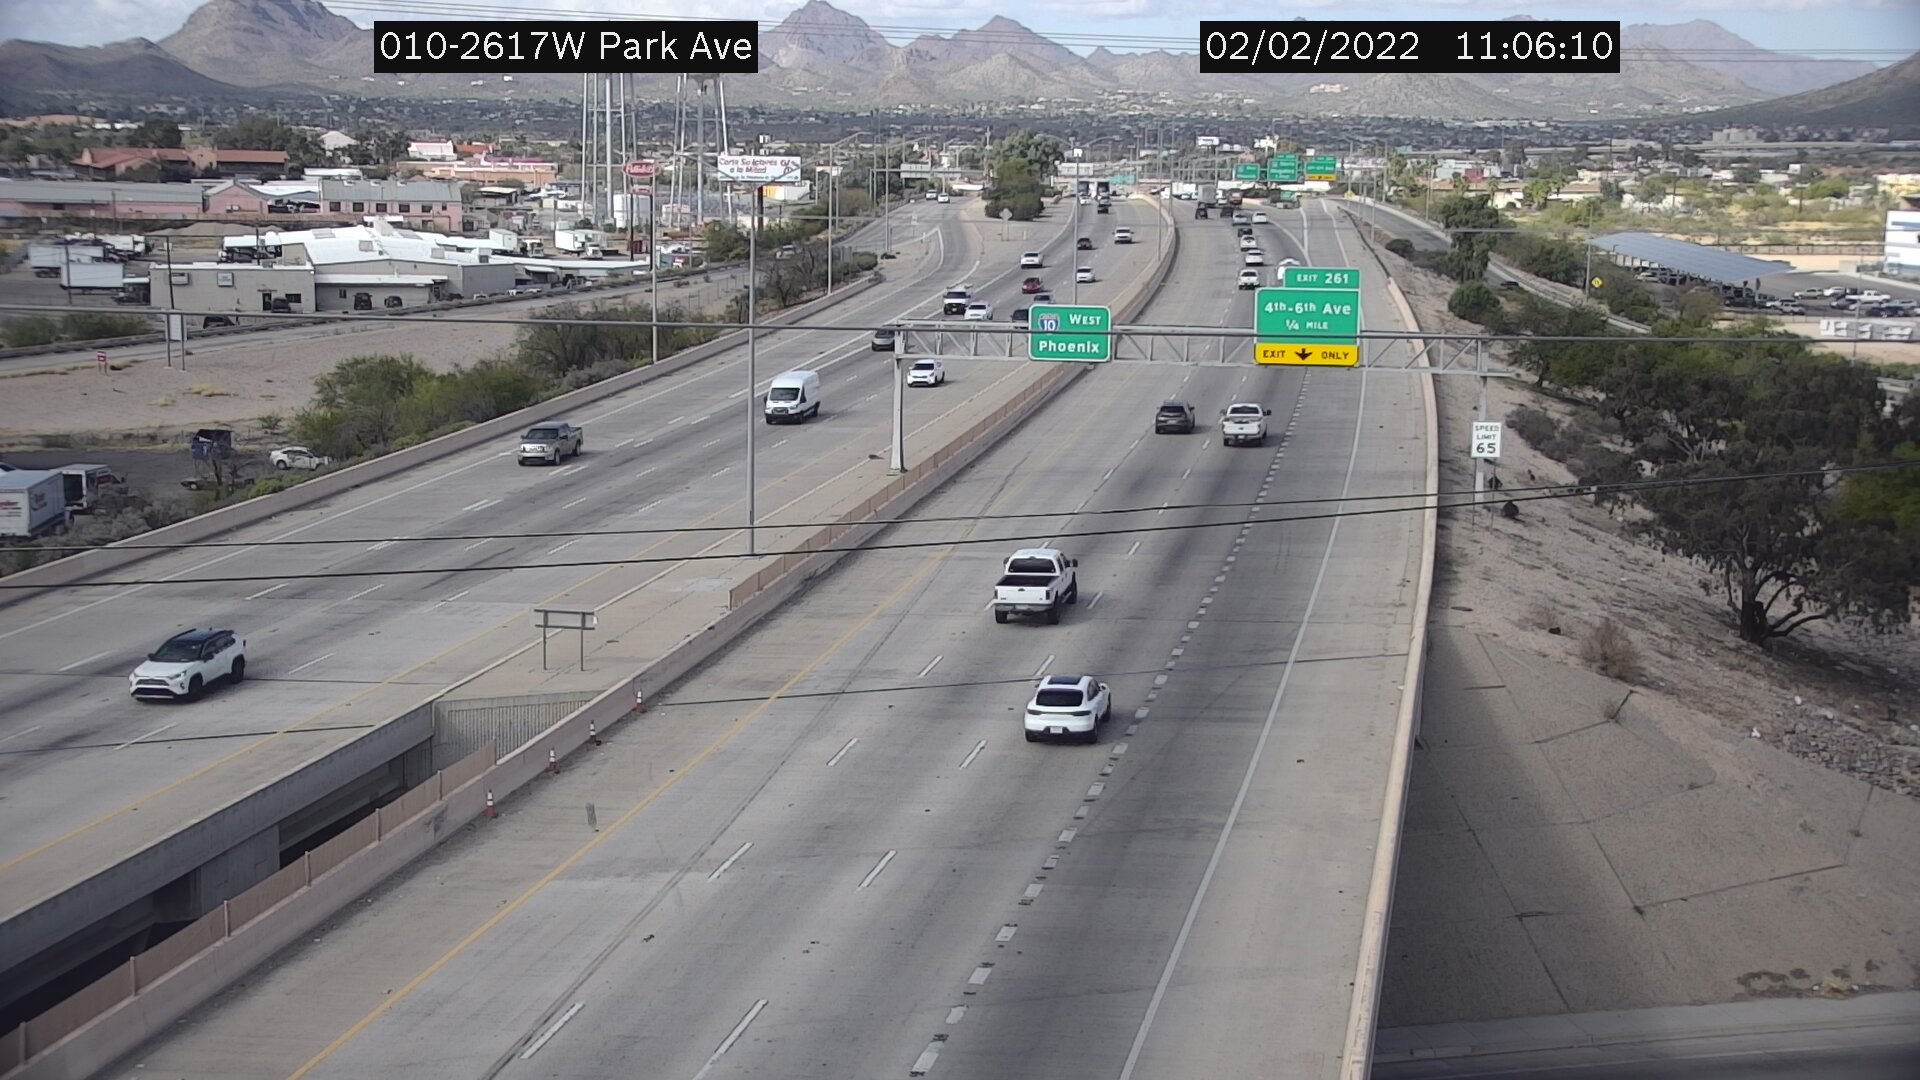 010-2617W Park Ave
02/02/2022 11:06:10
EXIT 261
4th-6th Ave
1/4 MILE
EXIT ONLY
10 WEST
Phoenix
SPEED
LIMIT
65